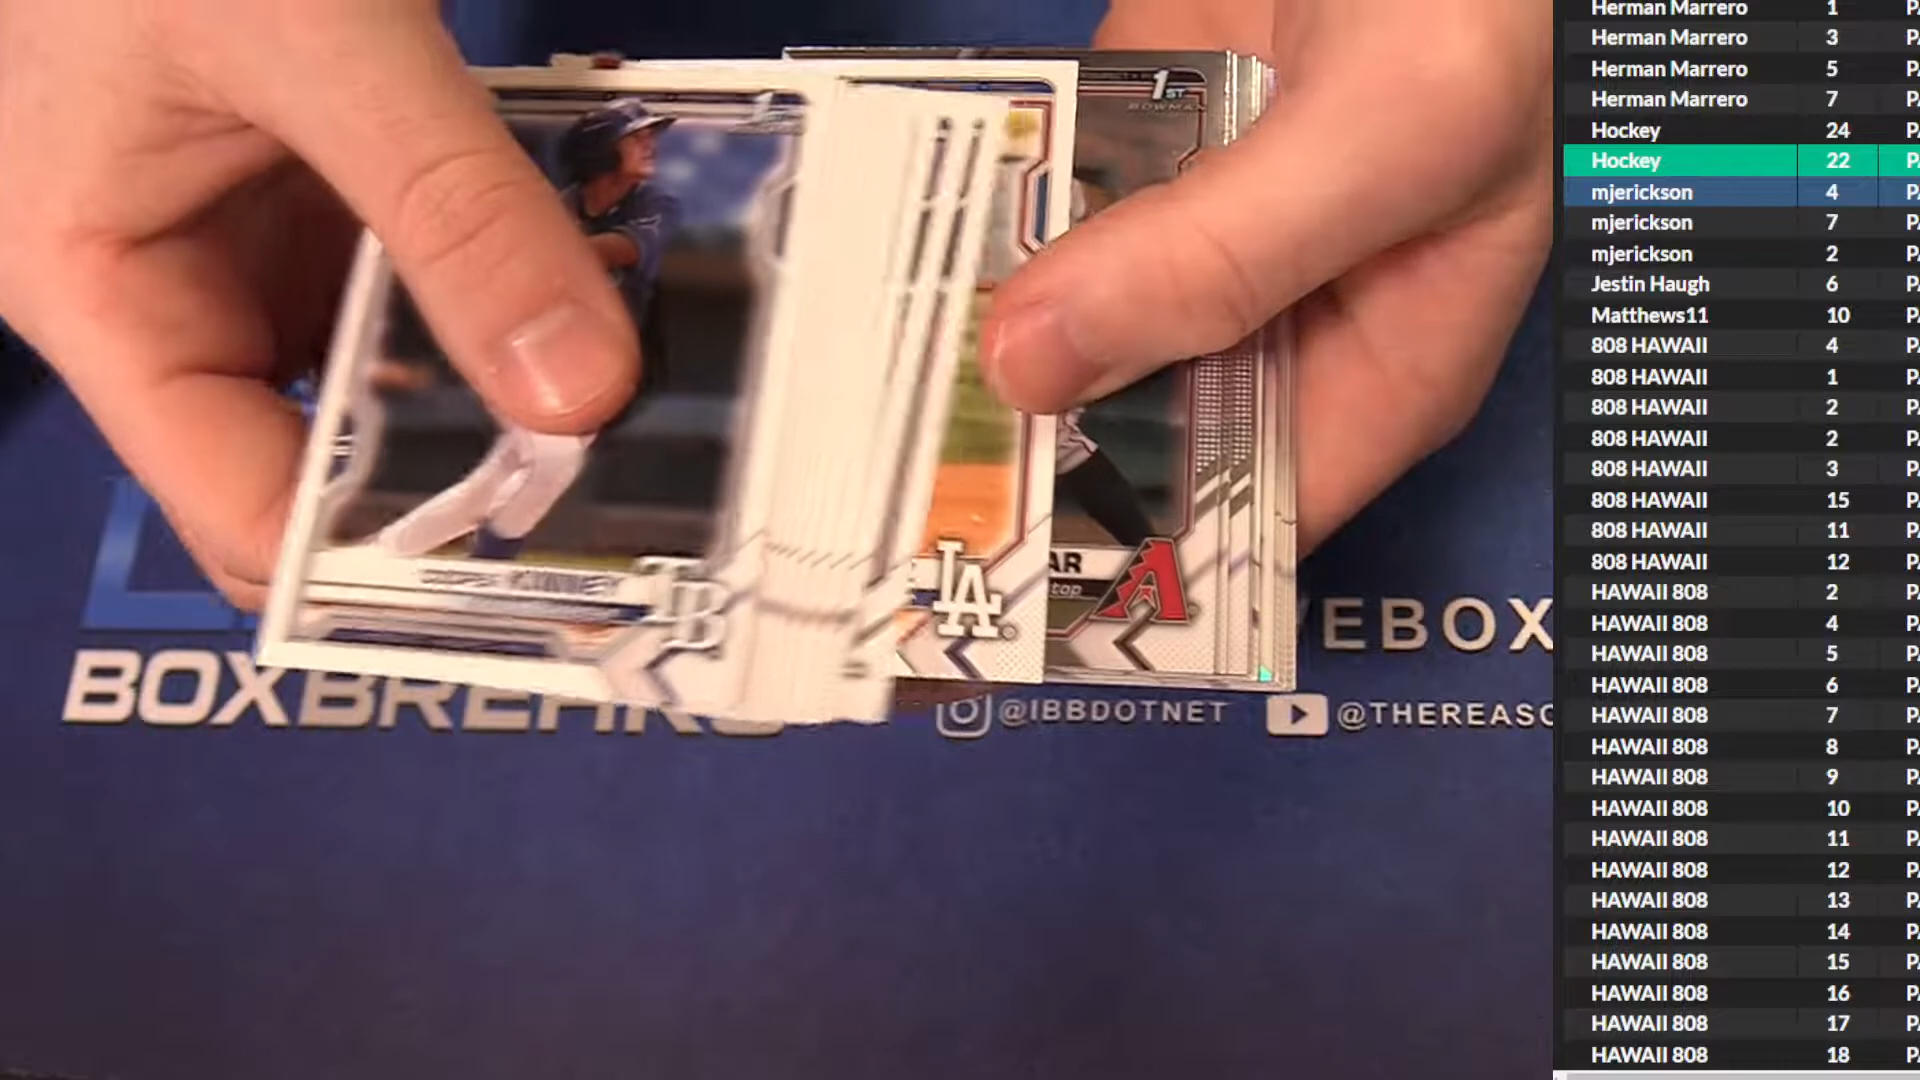 1ST
BOWMAN
1
KINNEY
TB
LA
AR
top
A
BOXBREAKS
EBOX
@IBBDOTNET
@THEREASO
Herman Marrero 1 P
Herman Marrero 3 P
Herman Marrero 5 P
Herman Marrero 7 P
Hockey 24 P
Hockey 22 P
mjerickson 4 P
mjerickson 7 P
mjerickson 2 P
Jestin Haugh 6 P
Matthews11 10 P
808 HAWAII 4 P
808 HAWAII 1 P
808 HAWAII 2 P
808 HAWAII 2 P
808 HAWAII 3 P
808 HAWAII 15 P
808 HAWAII 11 P
808 HAWAII 12 P
HAWAII 808 2 P
HAWAII 808 4 P
HAWAII 808 5 P
HAWAII 808 6 P
HAWAII 808 7 P
HAWAII 808 8 P
HAWAII 808 9 P
HAWAII 808 10 P
HAWAII 808 11 P
HAWAII 808 12 P
HAWAII 808 13 P
HAWAII 808 14 P
HAWAII 808 15 P
HAWAII 808 16 P
HAWAII 808 17 P
HAWAII 808 18 P